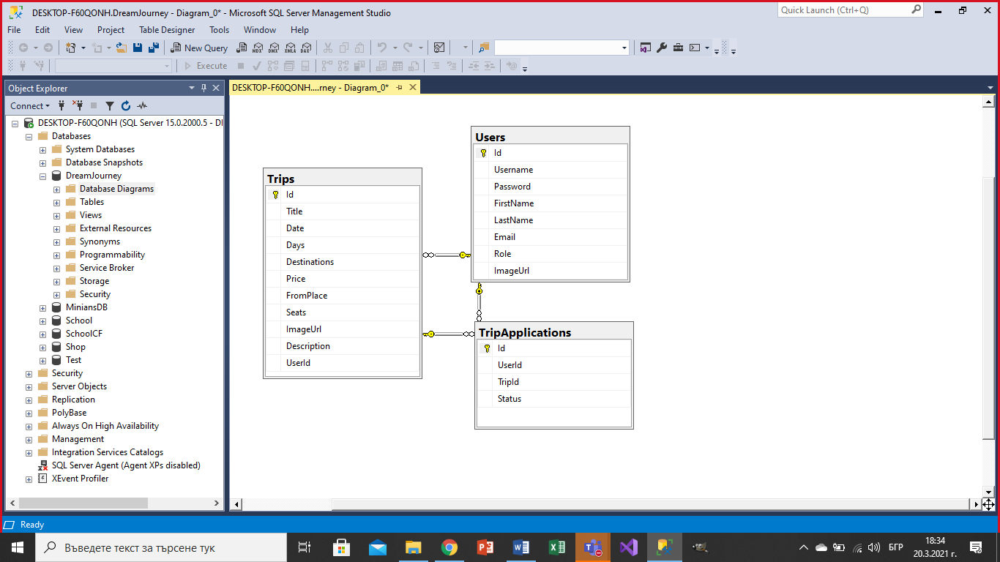 DESKTOP-F60QONH.DreamJourney - Diagram_0* - Microsoft SQL Server Management Studio
Quick Launch (Ctrl+Q)
File Edit View Project Table Designer Tools Window Help
New Query MDX DMX XMLA DAX
Execute
Object Explorer
Connect
DESKTOP-F60QONH (SQL Server 15.0.2000.5 - DI
Databases
System Databases
Database Snapshots
DreamJourney
Database Diagrams
Tables
Views
External Resources
Synonyms
Programmability
Service Broker
Storage
Security
MiniansDB
School
SchoolCF
Shop
Test
Security
Server Objects
Replication
PolyBase
Always On High Availability
Management
Integration Services Catalogs
SQL Server Agent (Agent XPs disabled)
XEvent Profiler
DESKTOP-F60QONH....rney - Diagram_0*
Trips
Id
Title
Date
Days
Destinations
Price
FromPlace
Seats
ImageUrl
Description
UserId
Users
Id
Username
Password
FirstName
LastName
Email
Role
ImageUrl
TripApplications
Id
UserId
TripId
Status
Ready
Въведете текст за търсене тук
БГР
18:34
20.3.2021 г.